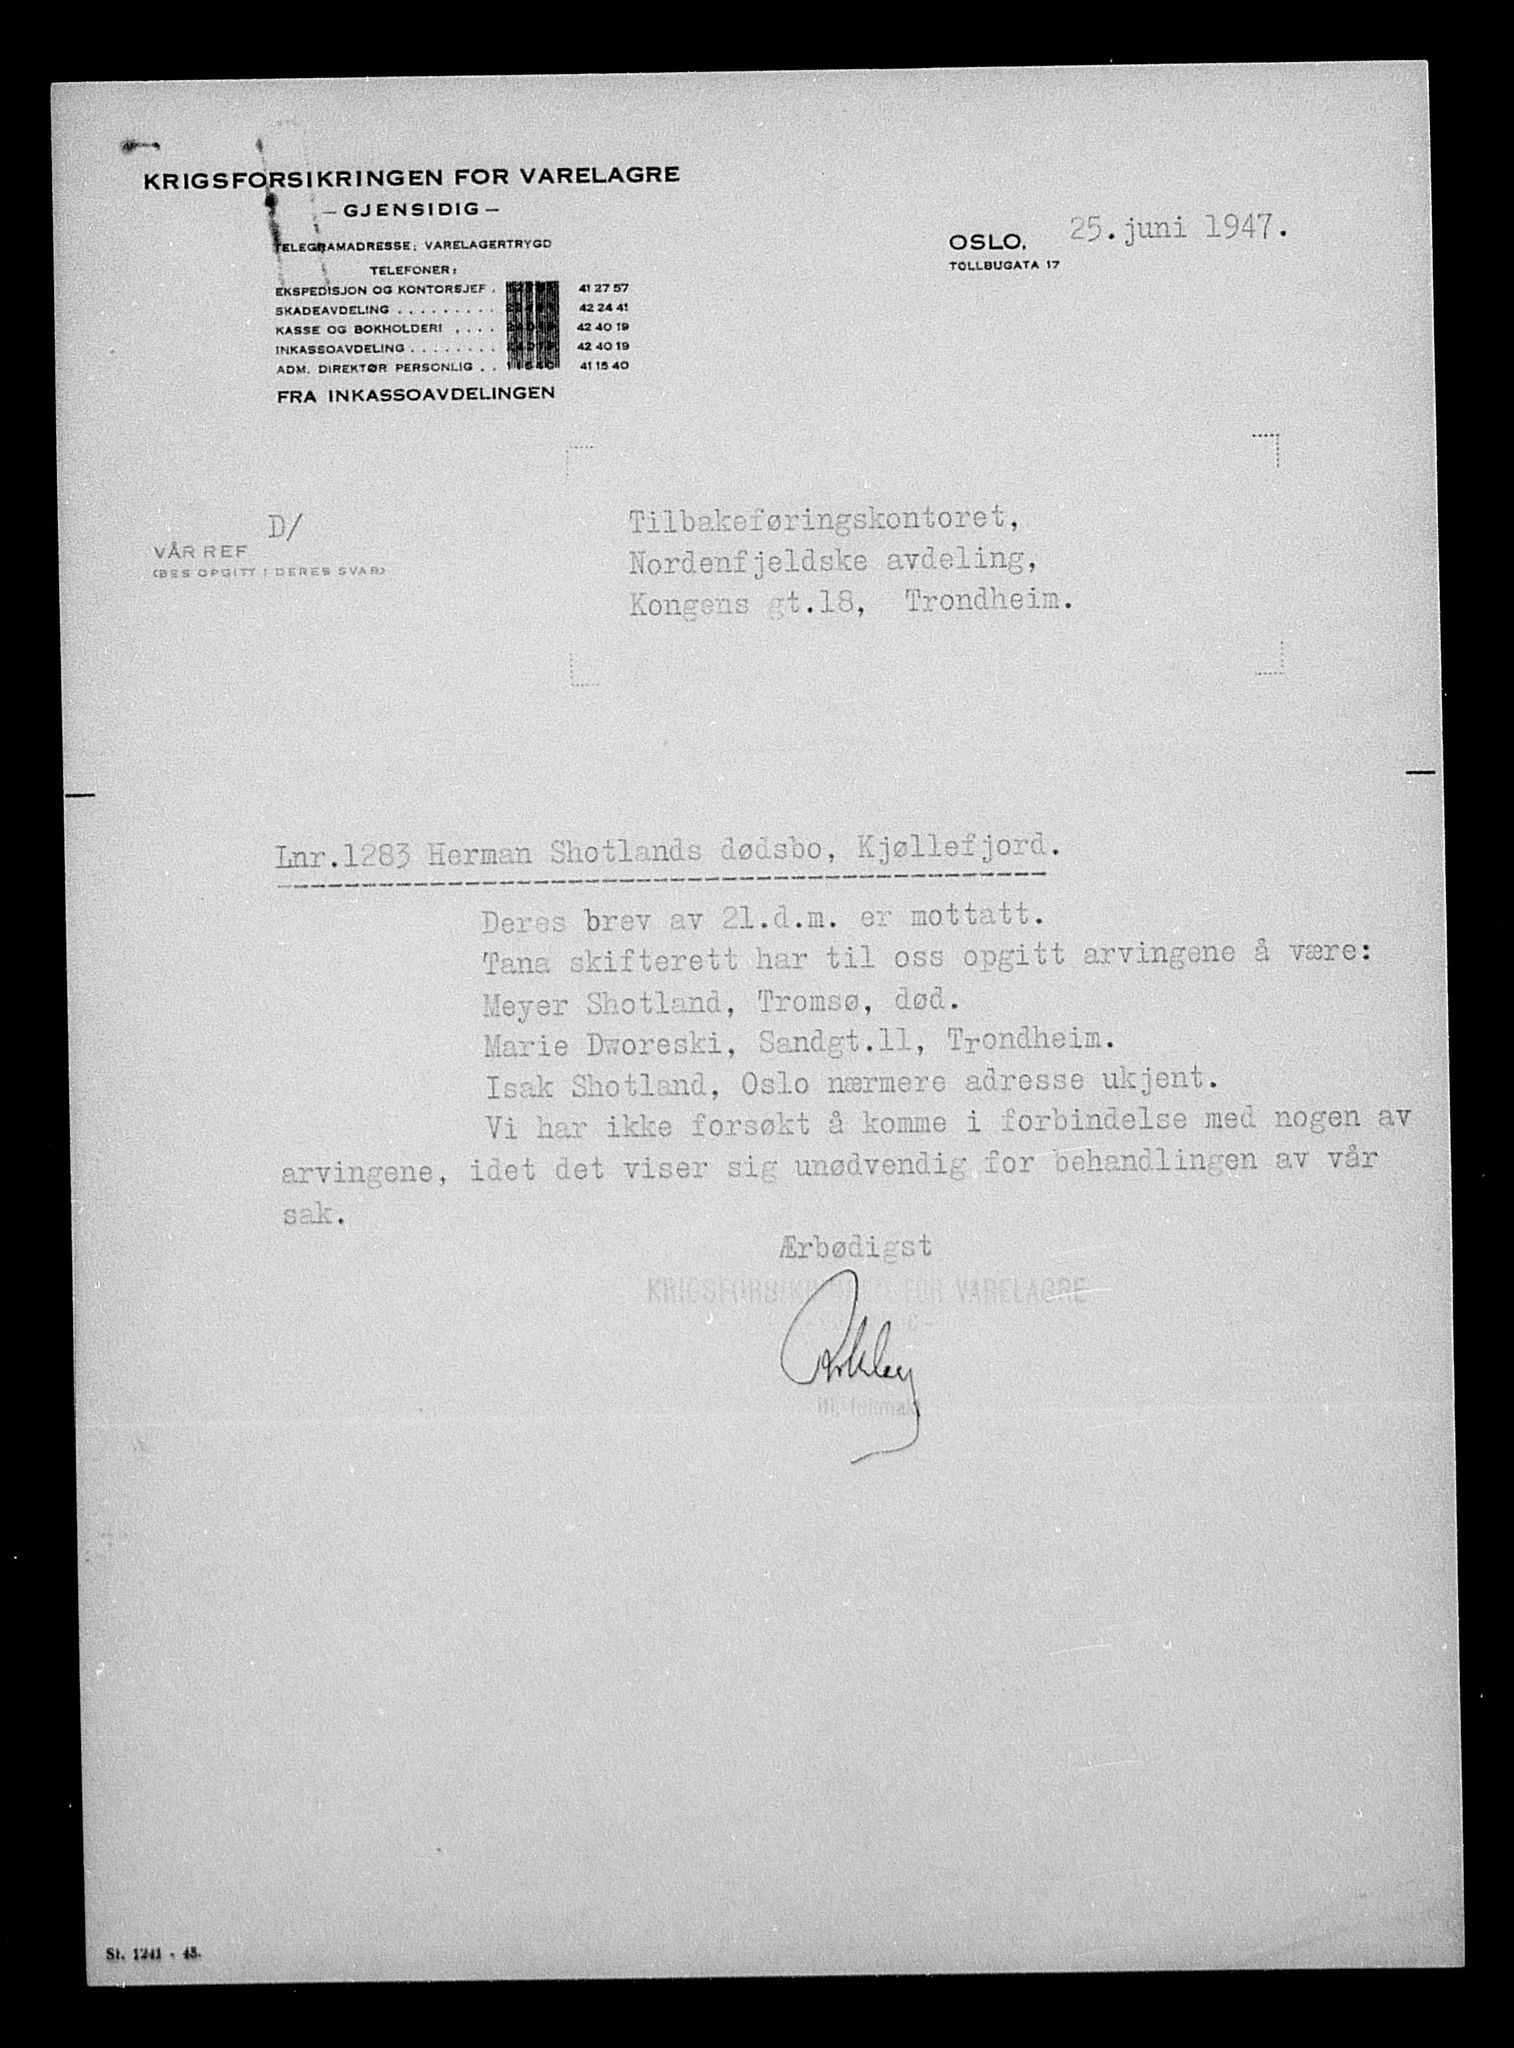 KRIGSFORSIKRINGEN FOR VARELAGRE
– GJENSIDIG –
TELEGRAMADRESSE: VARELAGERTRYGD
TELEFONER:
EKSPEDISJON OG KONTORSJEF . 41 27 57
SKADEAVDELING . . . . . . . . . 42 24 41
KASSE OG BOKHOLDERI . . . . 42 40 19
INKASSOAVDELING . . . . . . . . 42 40 19
ADM. DIREKTØR PERSONLIG . . 41 15 40
FRA INKASSOAVDELINGEN
OSLO, 25.juni 1947.
TOLLBUGATA 17
D/
VÅR REF
(BES OPGITT I DERES SVAR)
Tilbakeføringskontoret,
Nordenfjeldske avdeling,
Kongens gt.18, Trondheim.
Lnr.1283 Herman Shotlands dødsbo, Kjøllefjord.
Deres brev av 21.d.m. er mottatt.
Tana skifterett har til oss opgitt arvingene å være:
Meyer Shotland, Tromsø, død.
Marie Dworeski, Sandgt.11, Trondheim.
Isak Shotland, Oslo nærmere adresse ukjent.
Vi har ikke forsøkt å komme i forbindelse med nogen av
arvingene, idet det viser sig unødvendig for behandlingen av vår
sak.
Ærbødigst
KRIGSFORSIKRINGEN FOR VARELAGRE
St. 1241 - 45.